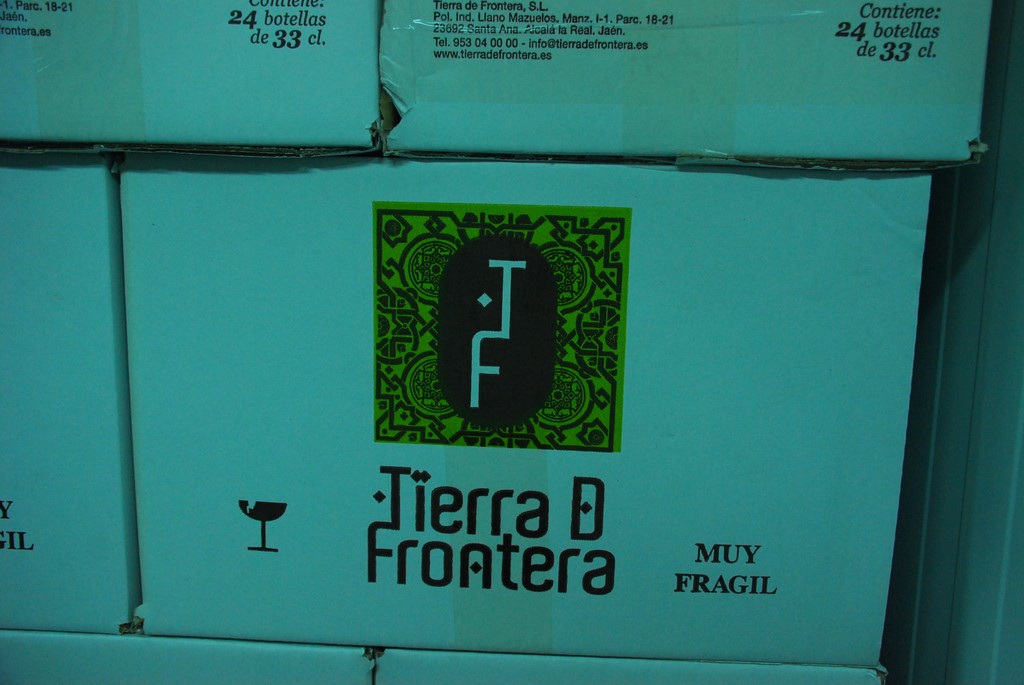 -1. Parc. 18-21
Jaén.
frontera.es
Contiene:
24 botellas
de 33 cl.
Tierra de Frontera, S.L.
Pol. Ind. Llano Mazuelos. Manz. I-1. Parc. 18-21
23692 Santa Ana. Alcalá la Real. Jaén.
Tel. 953 04 00 00 - info@tierradefrontera.es
www.tierradefrontera.es
Contiene:
24 botellas
de 33 cl.
T
F
Tierra D
Frontera
MUY
FRAGIL
Y
GIL